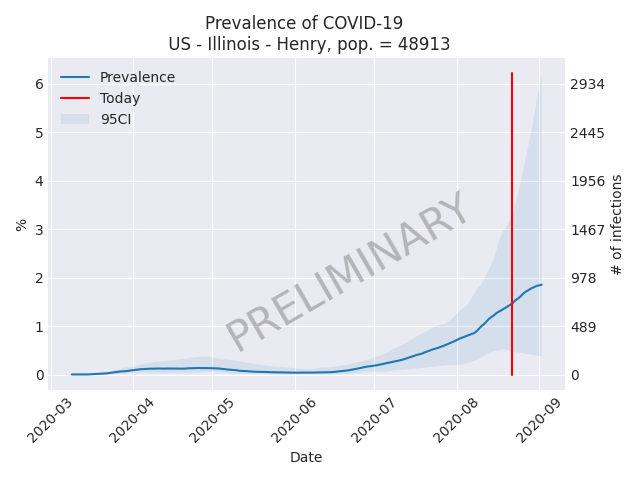 Prevalence of COVID-19
US - Illinois - Henry, pop. = 48913
Prevalence
Today
95CI
6
5
4
3
2
1
0
%
2934
2445
1956
1467
978
489
0
# of infections
PRELIMINARY
2020-03
2020-04
2020-05
2020-06
2020-07
2020-08
2020-09
Date